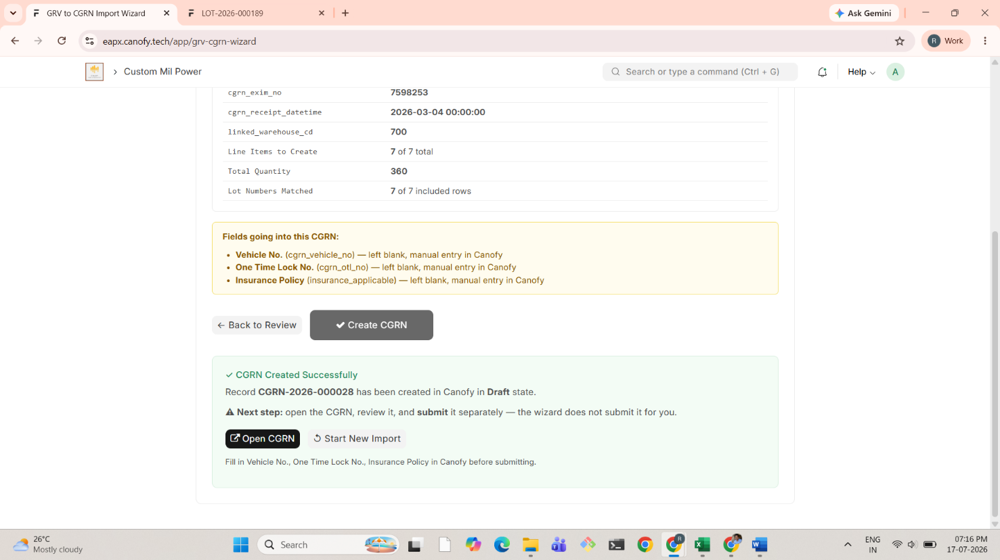 GRV to CGRN Import Wizard
LOT-2026-000189
Ask Gemini
eapx.canofy.tech/app/grv-cgrn-wizard
R Work
Custom Mil Power
Search or type a command (Ctrl + G)
Help
A
cgrn_exim_no 7598253
cgrn_receipt_datetime 2026-03-04 00:00:00
linked_warehouse_cd 700
Line Items to Create 7 of 7 total
Total Quantity 360
Lot Numbers Matched 7 of 7 included rows
Fields going into this CGRN:
• Vehicle No. (cgrn_vehicle_no) — left blank, manual entry in Canofy
• One Time Lock No. (cgrn_otl_no) — left blank, manual entry in Canofy
• Insurance Policy (insurance_applicable) — left blank, manual entry in Canofy
← Back to Review
✔ Create CGRN
✓ CGRN Created Successfully
Record CGRN-2026-000028 has been created in Canofy in Draft state.
⚠ Next step: open the CGRN, review it, and submit it separately — the wizard does not submit it for you.
Open CGRN
Start New Import
Fill in Vehicle No., One Time Lock No., Insurance Policy in Canofy before submitting.
26°C
Mostly cloudy
Search
ENG
IN
07:16 PM
17-07-2026